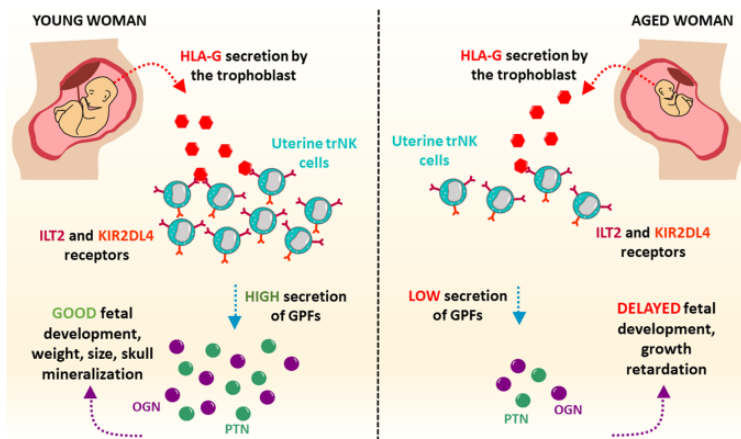 YOUNG WOMAN
HLA-G secretion by
the trophoblast
Uterine trNK
cells
ILT2 and KIR2DL4
receptors
HIGH secretion
of GPFs
GOOD fetal
development,
weight, size, skull
mineralization
OGN
PTN
AGED WOMAN
HLA-G secretion by
the trophoblast
Uterine trNK
cells
ILT2 and KIR2DL4
receptors
LOW secretion
of GPFs
DELAYED fetal
development,
growth
retardation
OGN
PTN